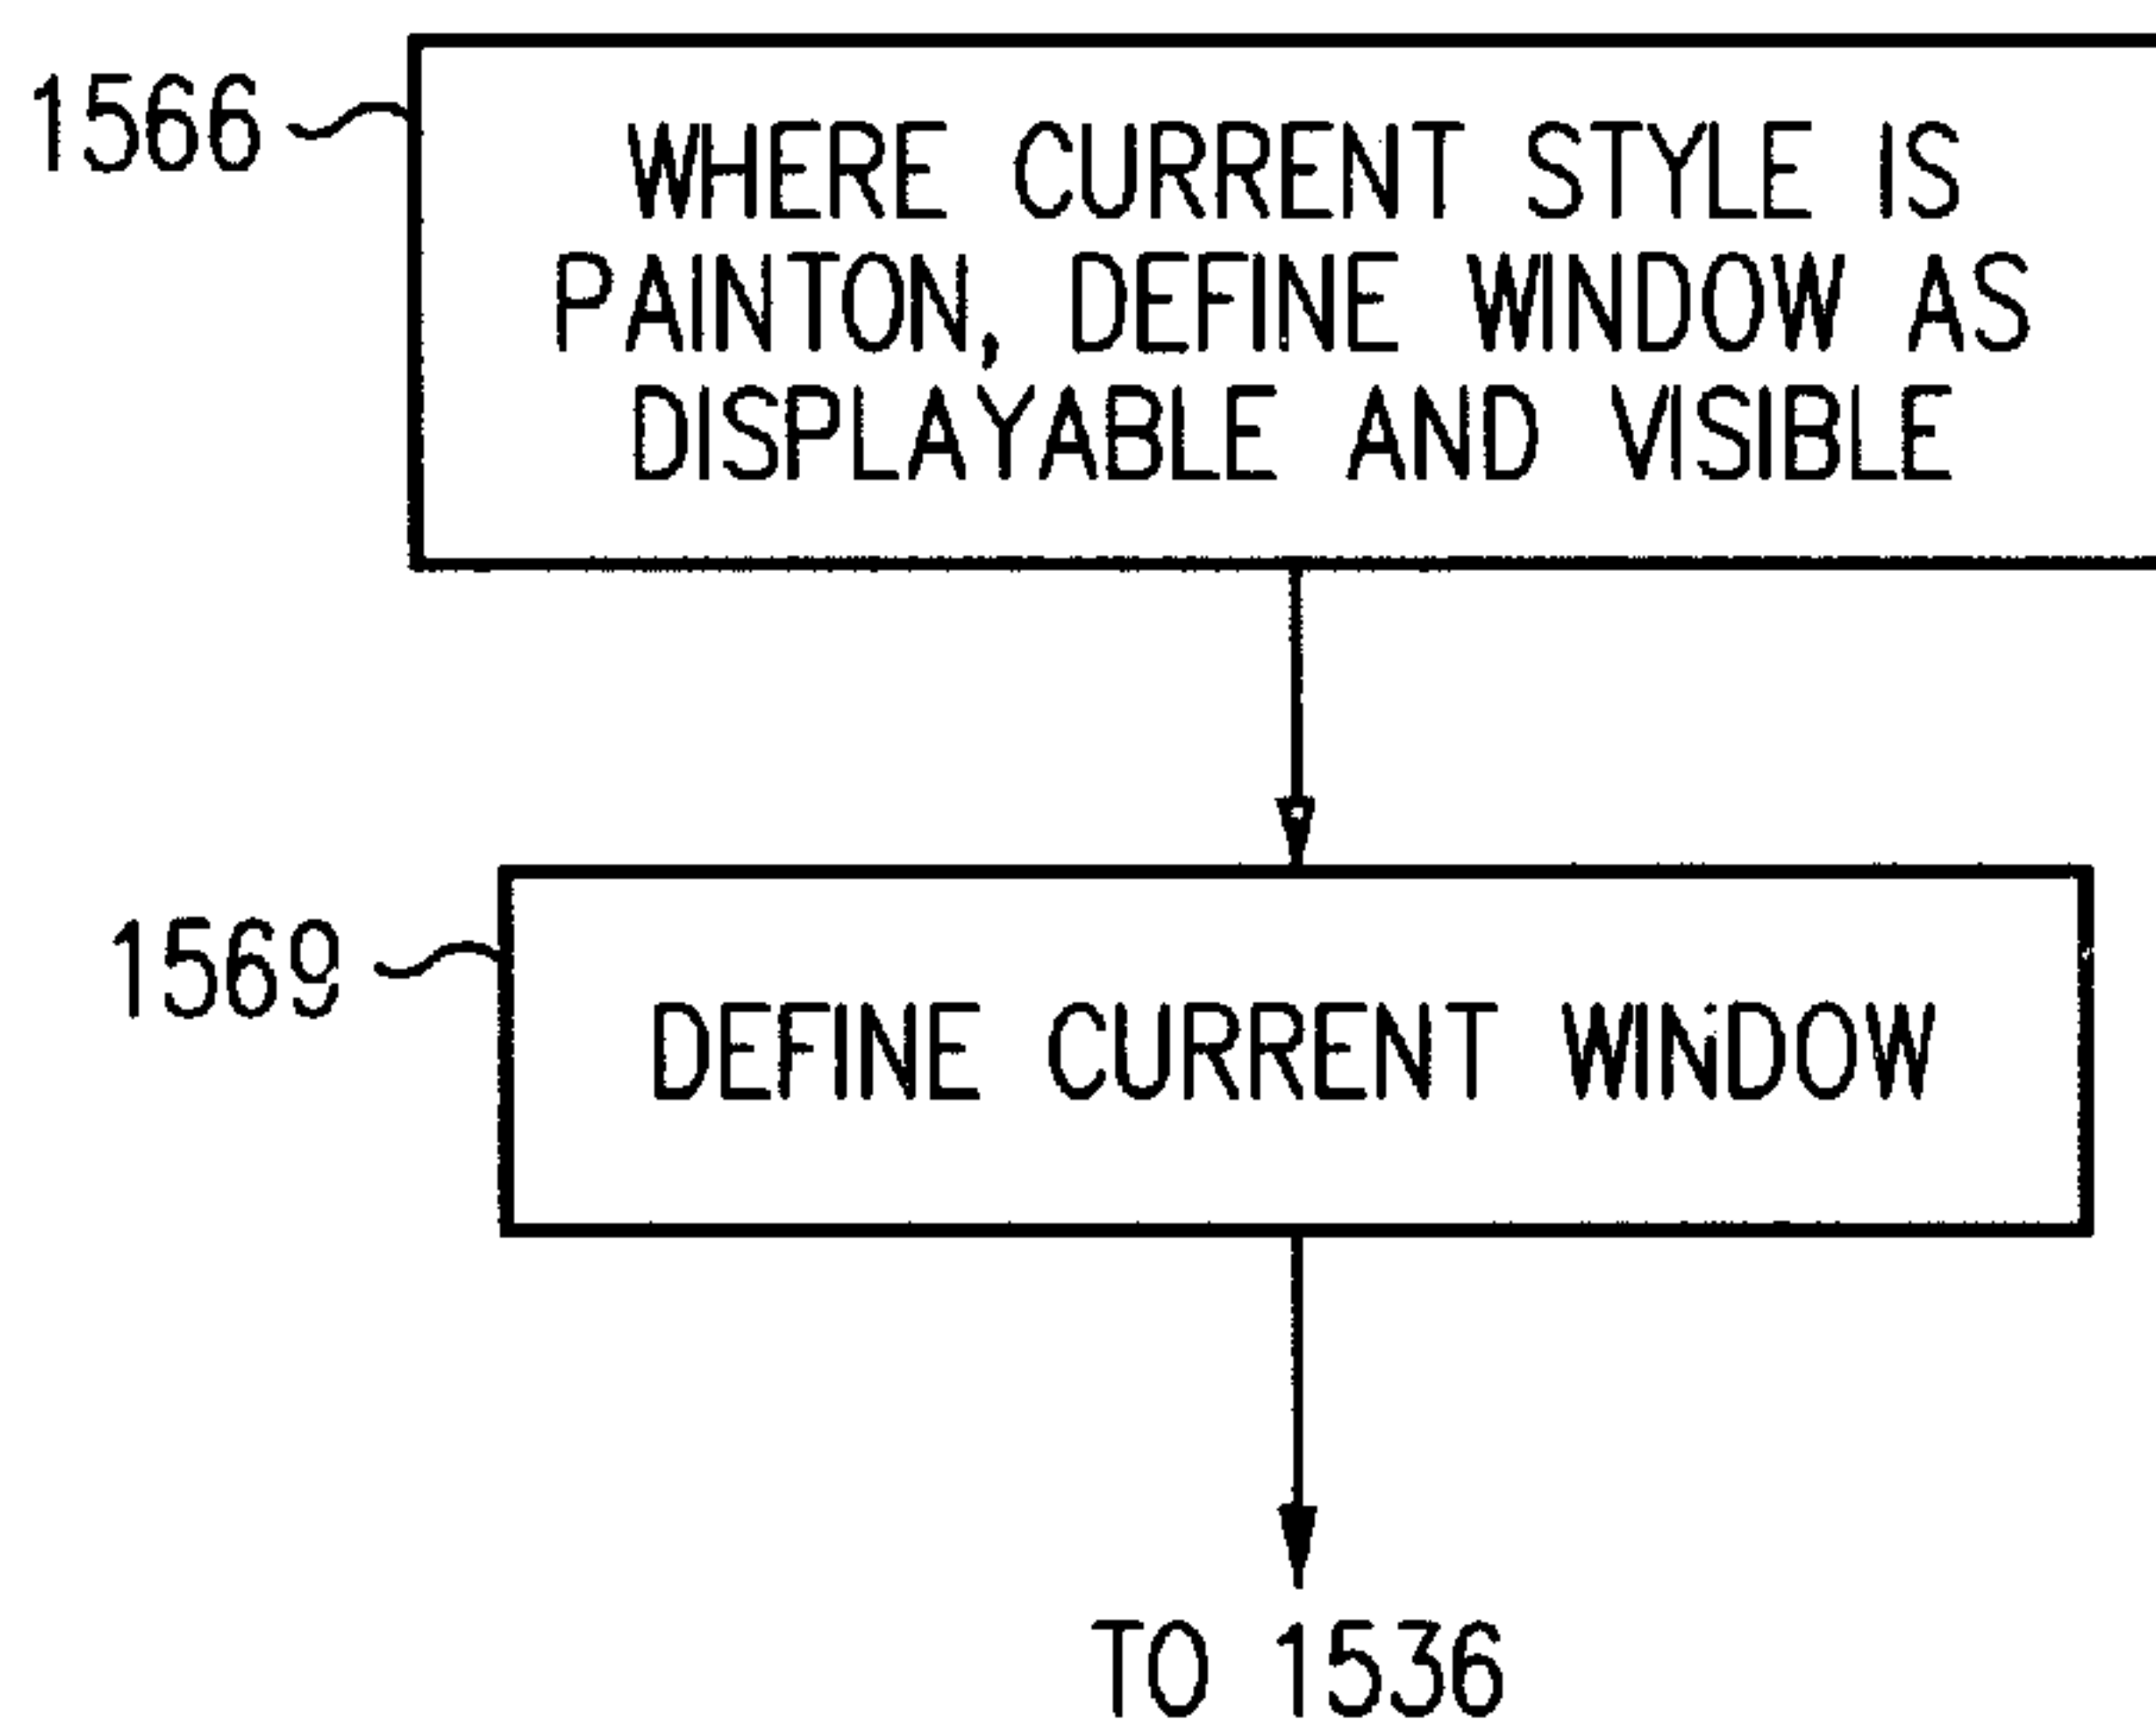 1566
WHERE CURRENT STYLE IS
PAINTON, DEFINE WINDOW AS
DISPLAYABLE AND VISIBLE
1569
DEFINE CURRENT WINDOW
TO 1536